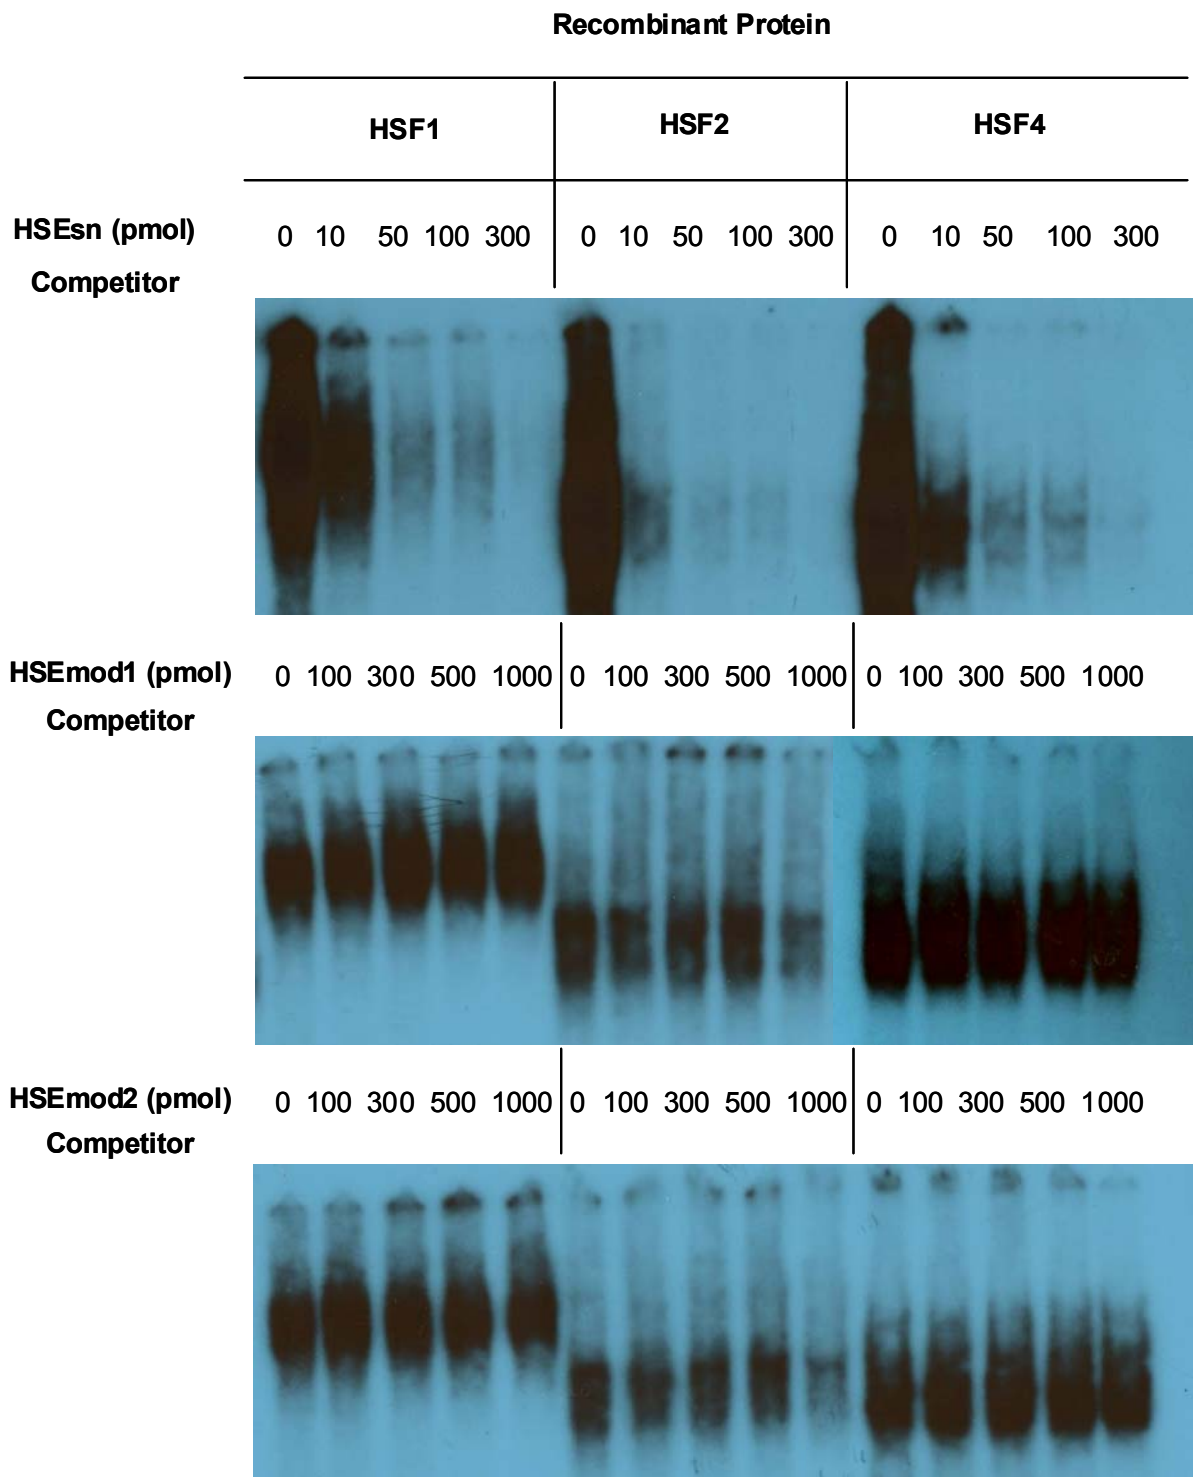 Recombinant Protein
HSF1 HSF2 HSF4
HSEsn (pmol) 0 10 50 100 300 0 10 50 100 300 0 10 50 100 300
Competitor
HSEmod1 (pmol) 0 100 300 500 1000 0 100 300 500 1000 0 100 300 500 1000
Competitor
HSEmod2 (pmol) 0 100 300 500 1000 0 100 300 500 1000 0 100 300 500 1000
Competitor